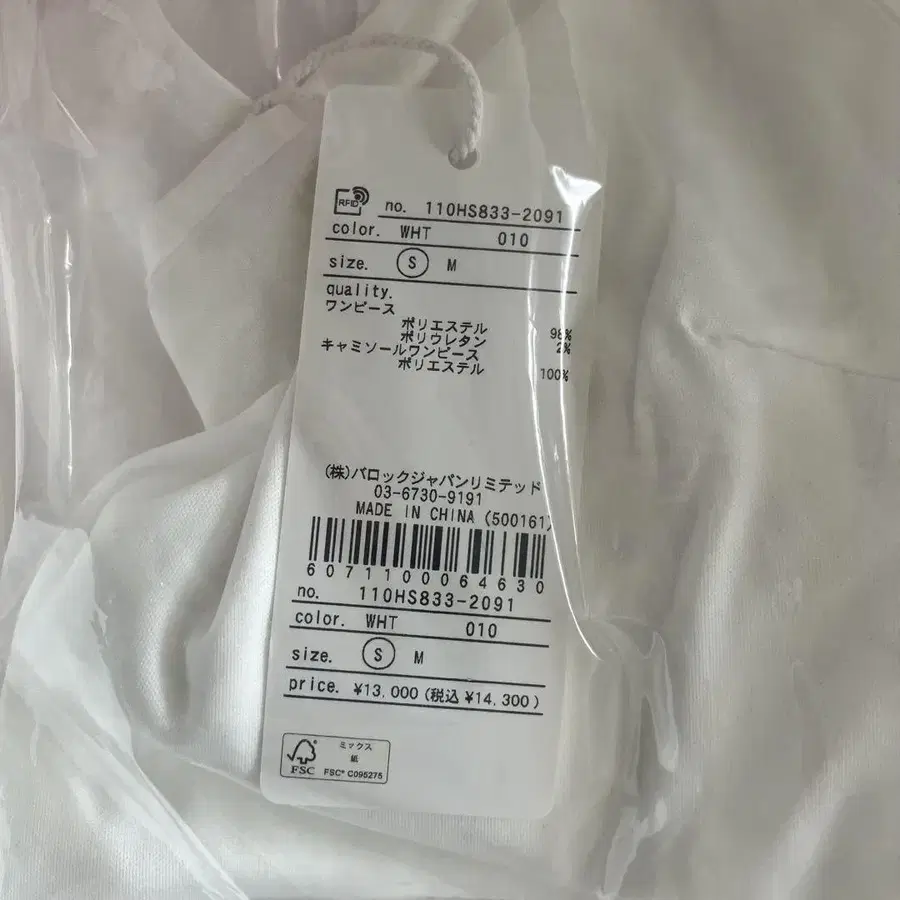 RFID
no. 110HS833-2091
color. WHT 010
size. S M
quality.
ワンピース
ポリエステル 98%
ポリウレタン 2%
キャミソールワンピース
ポリエステル 100%
(株)バロックジャパンリミテッド
03-6730-9191
MADE IN CHINA (500161)
6071100064630
no. 110HS833-2091
color. WHT 010
size. S M
price. ¥13,000 (税込 ¥14,300)
ミックス
紙
FSC
FSC® C095275